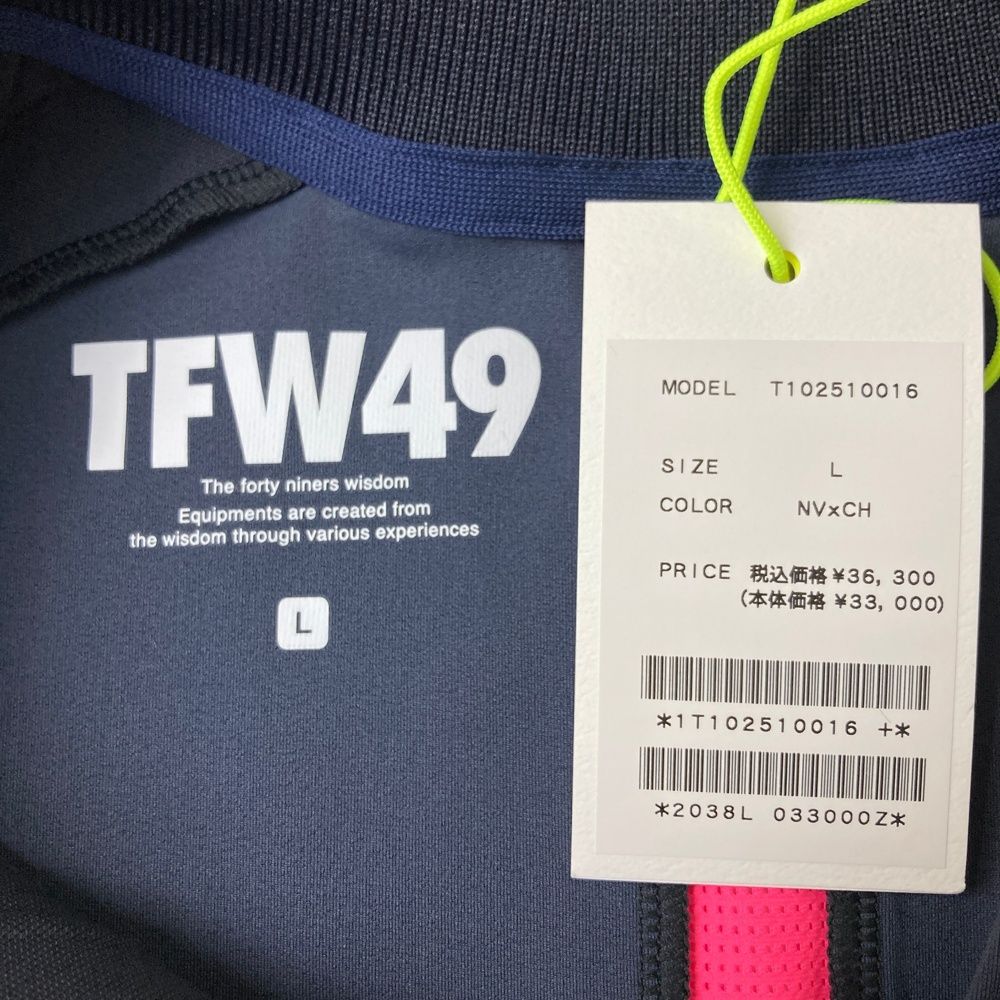 TFW49
The forty niners wisdom
Equipments are created from
the wisdom through various experiences
L
MODEL T102510016
SIZE L
COLOR NV×CH
PRICE 税込価格 ¥36, 300
(本体価格 ¥33, 000)
*1T102510016 +*
*2038L 033000Z*